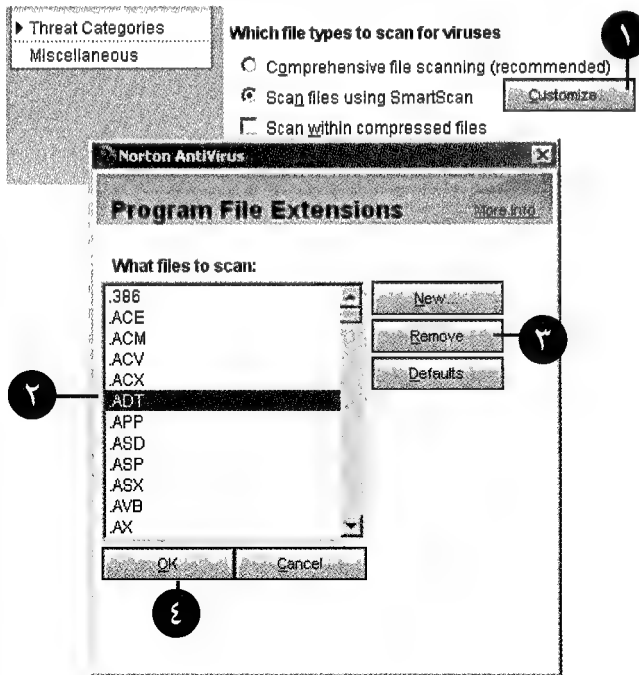 Threat Categories
Miscellaneous
Which file types to scan for viruses
Comprehensive file scanning (recommended)
Scan files using SmartScan
Customize...
١
Scan within compressed files
Norton AntiVirus
Program File Extensions
More Info
What files to scan:
.386
.ACE
.ACM
.ACV
.ACX
.ADT
.APP
.ASD
.ASP
.ASX
.AVB
.AX
New...
Remove
٣
Defaults
٢
OK
Cancel
٤